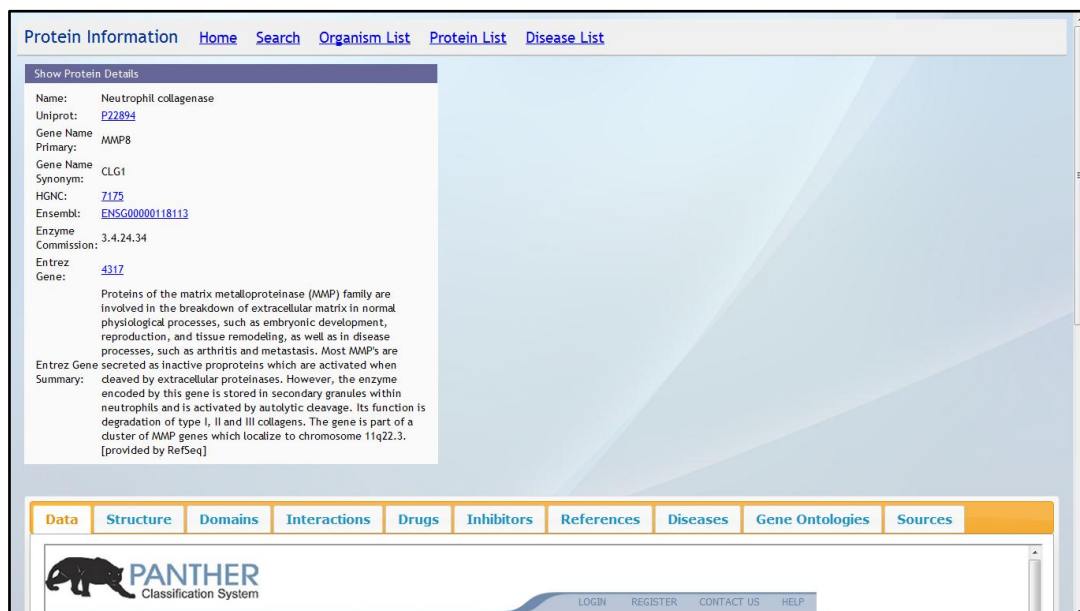 Protein Information Home Search Organism List Protein List Disease List
Show Protein Details
Name: Neutrophil collagenase
Uniprot: P22894
Gene Name Primary: MMP8
Gene Name Synonym: CLG1
HGNC: 7175
Ensembl: ENSG00000118113
Enzyme Commission: 3.4.24.34
Entrez Gene: 4317
Entrez Gene Summary:
Proteins of the matrix metalloproteinase (MMP) family are
involved in the breakdown of extracellular matrix in normal
physiological processes, such as embryonic development,
reproduction, and tissue remodeling, as well as in disease
processes, such as arthritis and metastasis. Most MMP's are
secreted as inactive proproteins which are activated when
cleaved by extracellular proteinases. However, the enzyme
encoded by this gene is stored in secondary granules within
neutrophils and is activated by autolytic cleavage. Its function is
degradation of type I, II and III collagens. The gene is part of a
cluster of MMP genes which localize to chromosome 11q22.3.
[provided by RefSeq]
Data Structure Domains Interactions Drugs Inhibitors References Diseases Gene Ontologies Sources
PANTHER
Classification System
LOGIN REGISTER CONTACT US HELP